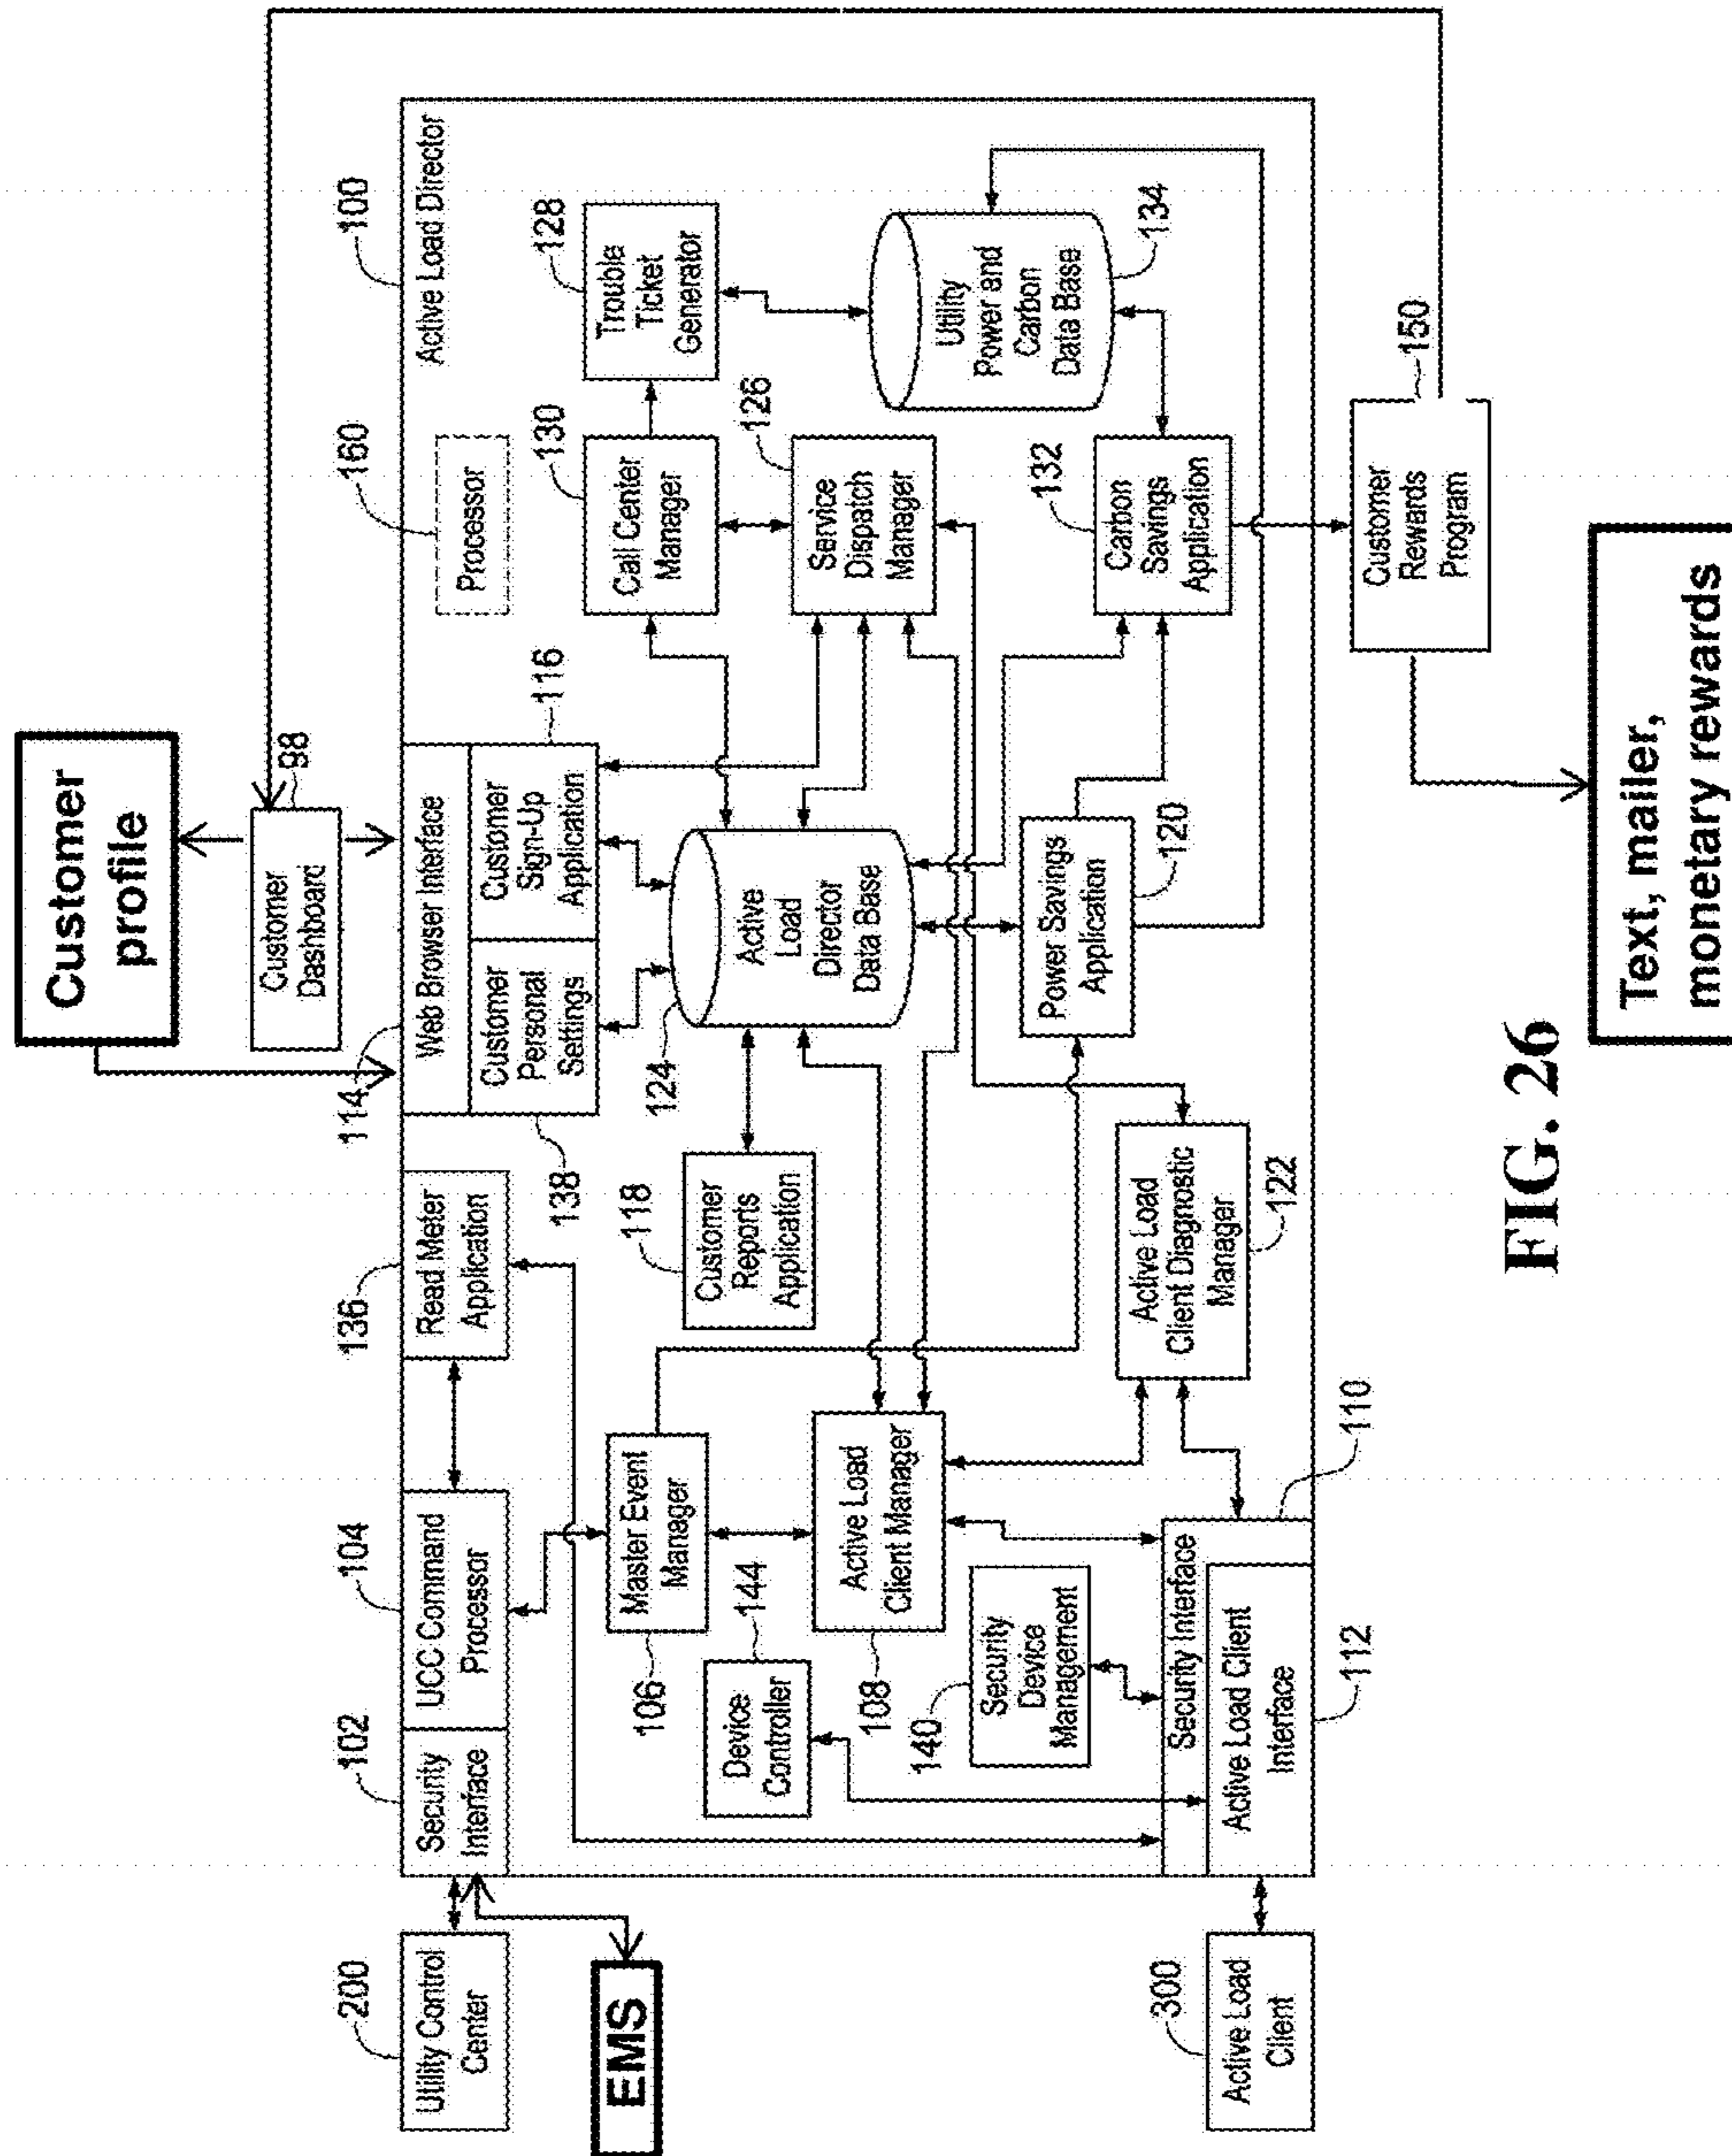 Customer
profile
98
Customer
Dashboard
100
Active Load Director
102
Security
Interface
104
UCC Command
Processor
136
Read Meter
Application
114
Web Browser Interface
Customer
Personal
Settings
138
Customer
Sign-Up
Application
116
160
Processor
200
Utility Control
Center
EMS
106
Master Event
Manager
144
Device
Controller
118
Customer
Reports
Application
124
Active
Load
Director
Data Base
130
Call Center
Manager
128
Trouble
Ticket
Generator
126
Service
Dispatch
Manager
108
Active Load
Client Manager
140
Security
Device
Management
Utility
Power and
Carbon
Data Base
134
Power Savings
Application
120
132
Carbon
Savings
Application
Active Load
Client Diagnostic
Manager
122
110
Security Interface
Active Load Client
Interface
112
300
Active Load
Client
150
Customer
Rewards
Program
FIG. 26
Text, mailer,
monetary rewards